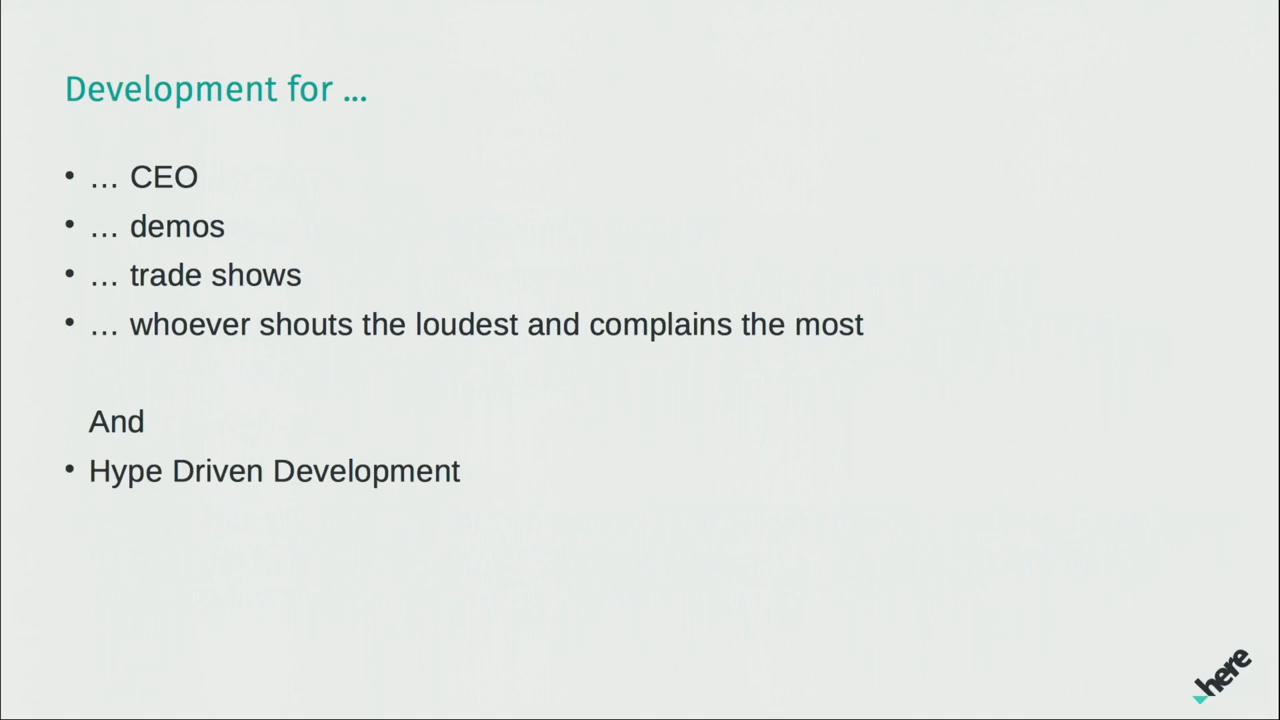 Development for ...
• … CEO
• … demos
• … trade shows
• … whoever shouts the loudest and complains the most
And
• Hype Driven Development
here